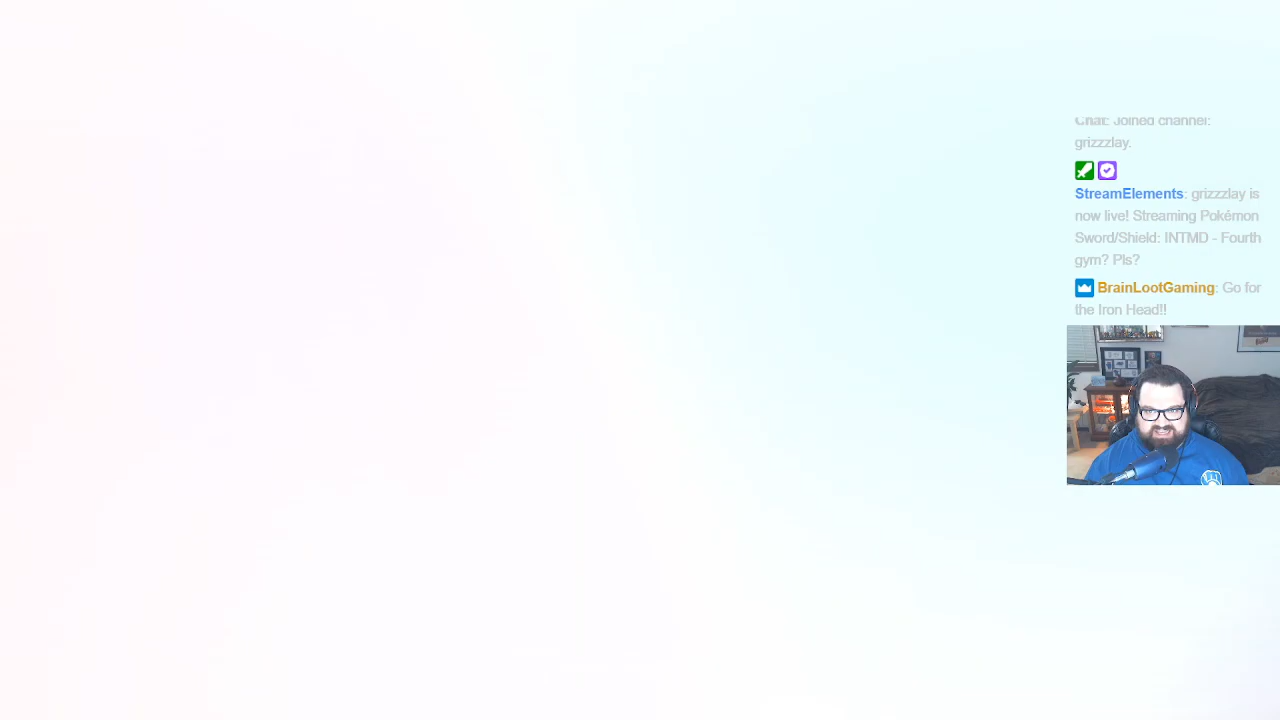 Chat: Joined channel:
grizzzlay.
StreamElements: grizzzlay is
now live! Streaming Pokémon
Sword/Shield: INTMD - Fourth
gym? Pls?
BrainLootGaming: Go for
the Iron Head!!